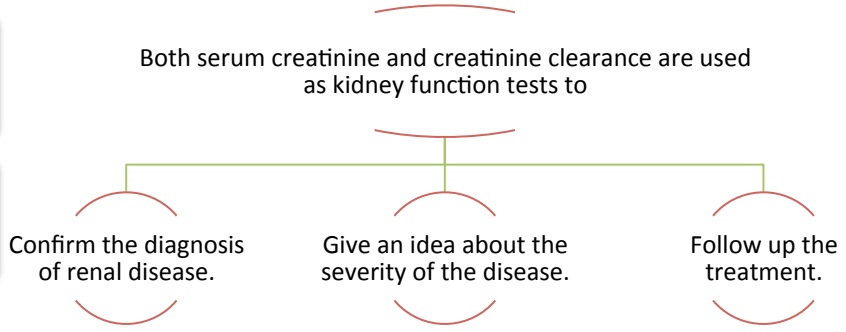 Both serum creatinine and creatinine clearance are used
as kidney function tests to
Confirm the diagnosis
of renal disease.
Give an idea about the
severity of the disease.
Follow up the
treatment.